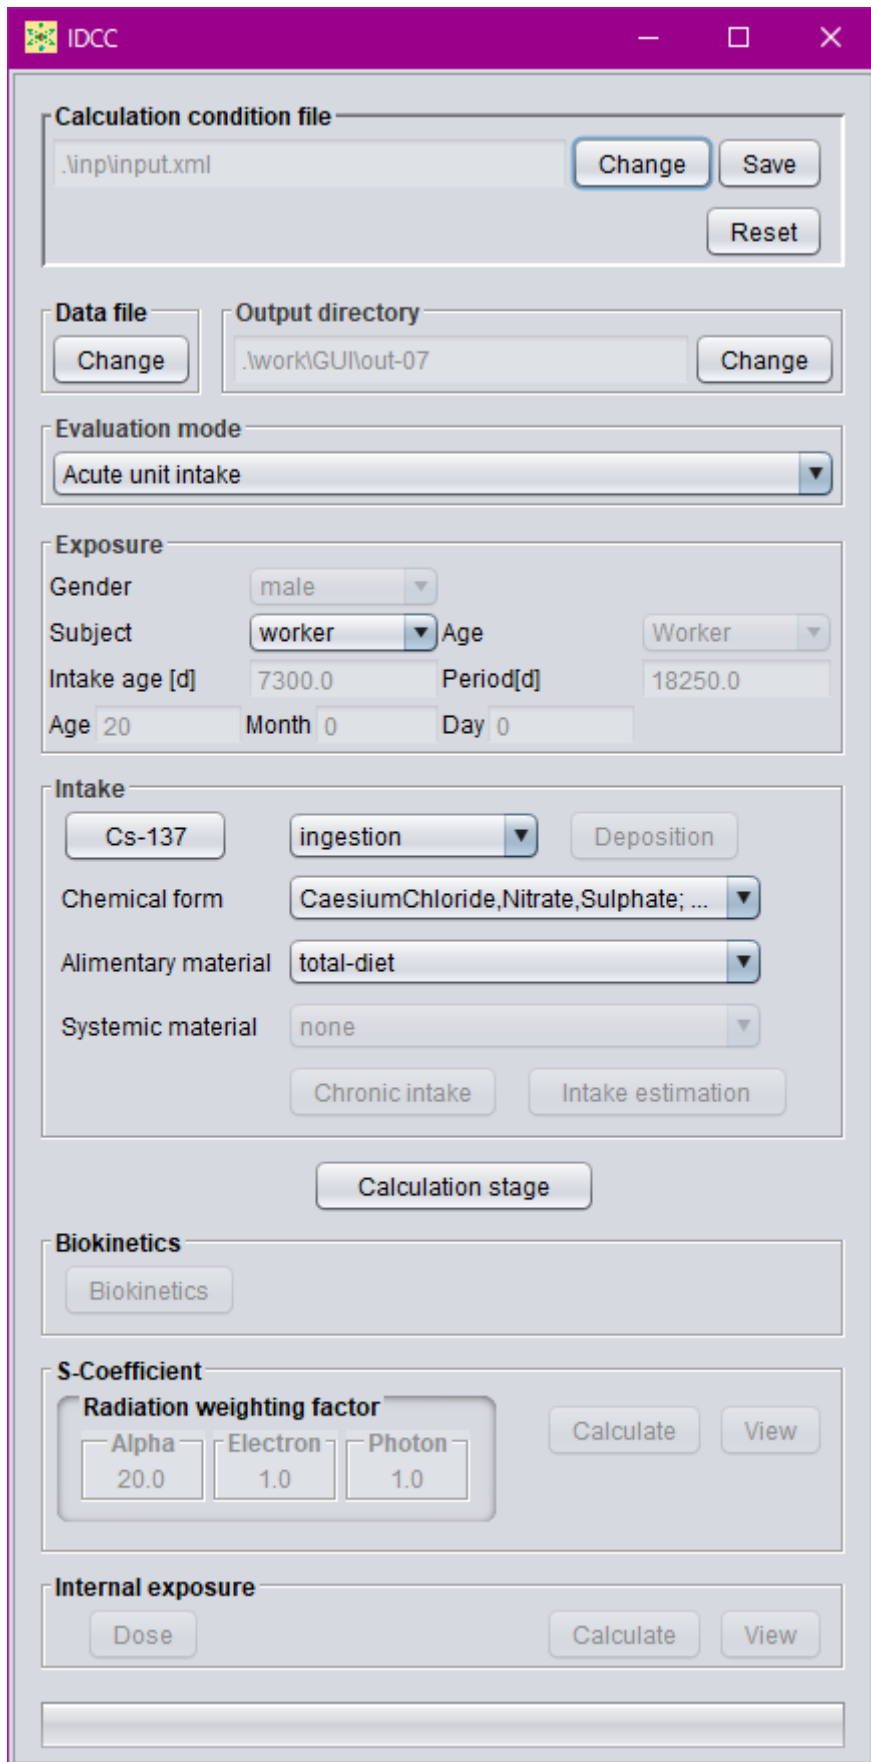 IDCC
Calculation condition file
.\inp\input.xml Change Save
Reset
Data file Output directory
Change .\work\GUI\out-07 Change
Evaluation mode
Acute unit intake
Exposure
Gender male
Subject worker Age Worker
Intake age [d] 7300.0 Period[d] 18250.0
Age 20 Month 0 Day 0
Intake
Cs-137 ingestion Deposition
Chemical form CaesiumChloride,Nitrate,Sulphate; ...
Alimentary material total-diet
Systemic material none
Chronic intake Intake estimation
Calculation stage
Biokinetics
Biokinetics
S-Coefficient
Radiation weighting factor
Alpha Electron Photon Calculate View
20.0 1.0 1.0
Internal exposure
Dose Calculate View